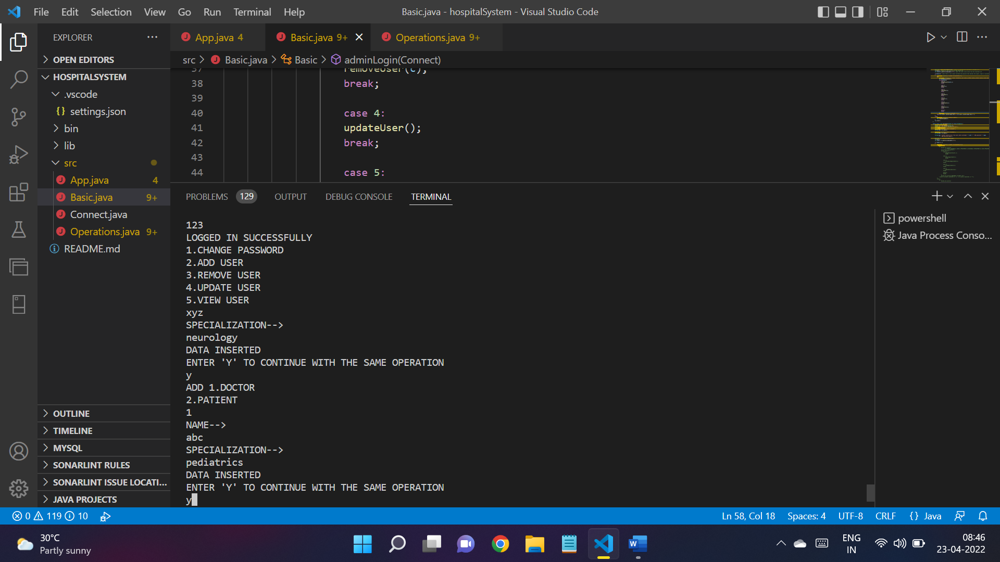 File Edit Selection View Go Run Terminal Help
Basic.java - hospitalSystem - Visual Studio Code
EXPLORER
App.java 4
Basic.java 9+
Operations.java 9+
OPEN EDITORS
src > Basic.java > Basic > adminLogin(Connect)
HOSPITALSYSTEM
.vscode
settings.json
bin
lib
src
App.java 4
Basic.java 9+
Connect.java
Operations.java 9+
README.md
OUTLINE
TIMELINE
MYSQL
SONARLINT RULES
SONARLINT ISSUE LOCATI...
JAVA PROJECTS
37 removeUser(c);
38 break;
39
40 case 4:
41 updateUser();
42 break;
43
44 case 5:
PROBLEMS 129 OUTPUT DEBUG CONSOLE TERMINAL
powershell
Java Process Conso...
123
LOGGED IN SUCCESSFULLY
1.CHANGE PASSWORD
2.ADD USER
3.REMOVE USER
4.UPDATE USER
5.VIEW USER
xyz
SPECIALIZATION-->
neurology
DATA INSERTED
ENTER 'Y' TO CONTINUE WITH THE SAME OPERATION
y
ADD 1.DOCTOR
2.PATIENT
1
NAME-->
abc
SPECIALIZATION-->
pediatrics
DATA INSERTED
ENTER 'Y' TO CONTINUE WITH THE SAME OPERATION
y
0 119 10
Ln 58, Col 18 Spaces: 4 UTF-8 CRLF {} Java
30°C
Partly sunny
ENG
IN
08:46
23-04-2022